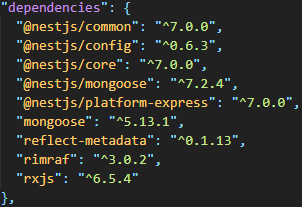 "dependencies": {
"@nestjs/common": "^7.0.0",
"@nestjs/config": "^0.6.3",
"@nestjs/core": "^7.0.0",
"@nestjs/mongoose": "^7.2.4",
"@nestjs/platform-express": "^7.0.0",
"mongoose": "^5.13.1",
"reflect-metadata": "^0.1.13",
"rimraf": "^3.0.2",
"rxjs": "^6.5.4"
},